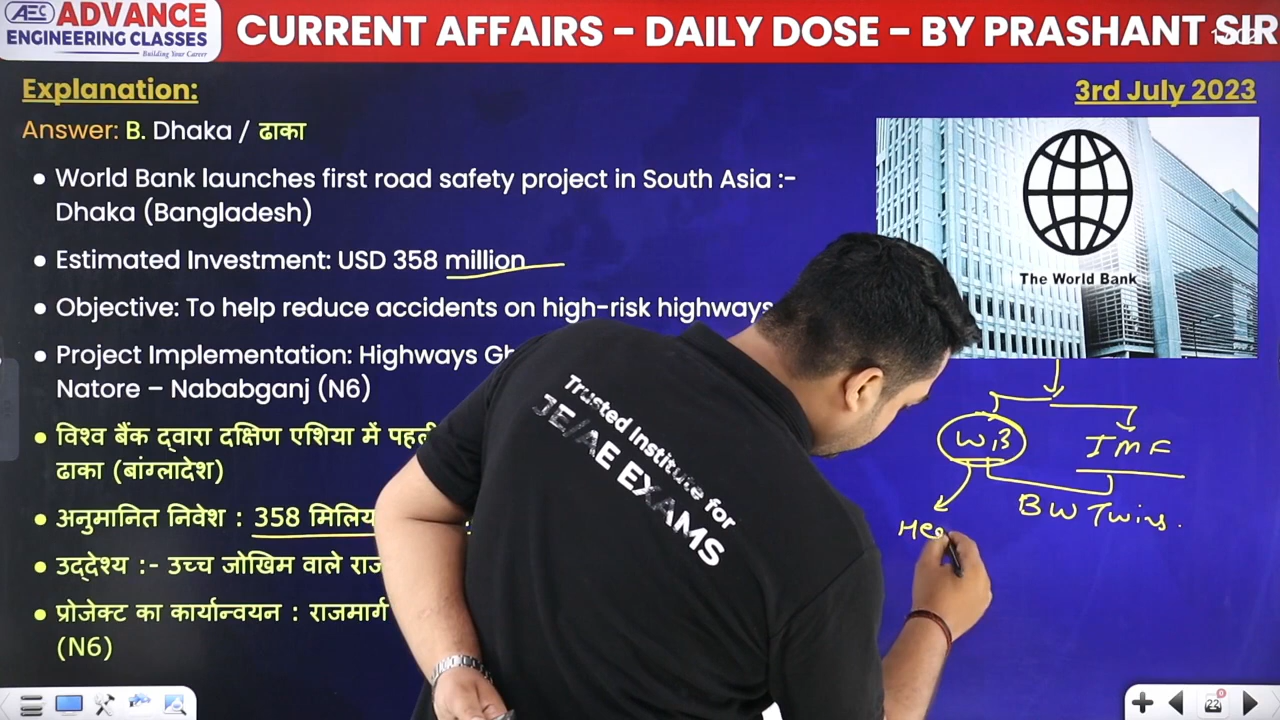 AEC ADVANCE
ENGINEERING CLASSES
Building Your Career
CURRENT AFFAIRS – DAILY DOSE – BY PRASHANT SIR
Explanation:
3rd July 2023
Answer: B. Dhaka / ढाका
• World Bank launches first road safety project in South Asia :-
Dhaka (Bangladesh)
• Estimated Investment: USD 358 million
• Objective: To help reduce accidents on high-risk highways
• Project Implementation: Highways
Natore – Nababganj (N6)
• विश्व बैंक द्वारा दक्षिण एशिया में
ढाका (बांग्लादेश)
• अनुमानित निवेश : 358
• उद्देश्य :- उच्च जोखिम वाले
• प्रोजेक्ट का कार्यान्वयन : राजमार्ग
(N6)
The World Bank
WB
IMF
BW Twins.
Trusted Institute for
JE/AE EXAMS
22